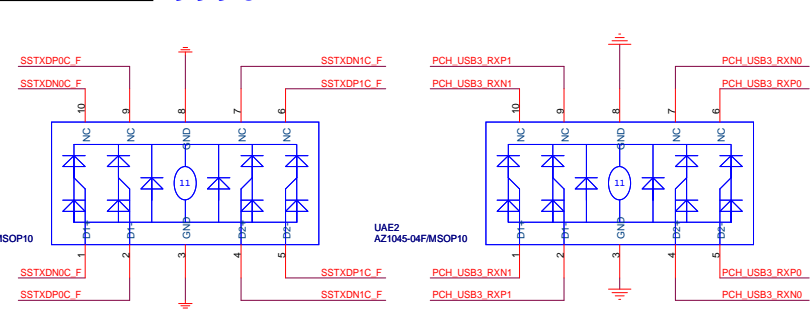 SSTXDP0C_F
SSTXDN1C_F
PCH_USB3_RXP1
PCH_USB3_RXN0
SSTXDN0C_F
SSTXDP1C_F
PCH_USB3_RXN1
PCH_USB3_RXP0
10 9 8 7 6
10 9 8 7 6
NC NC GND NC NC
NC NC GND NC NC
11
11
D1+ D1- GND D2+ D2-
D1+ D1- GND D2+ D2-
MSOP10
UAE2
AZ1045-04F/MSOP10
1 2 3 4 5
1 2 3 4 5
SSTXDN0C_F
SSTXDP1C_F
PCH_USB3_RXN1
PCH_USB3_RXP0
SSTXDP0C_F
SSTXDN1C_F
PCH_USB3_RXP1
PCH_USB3_RXN0